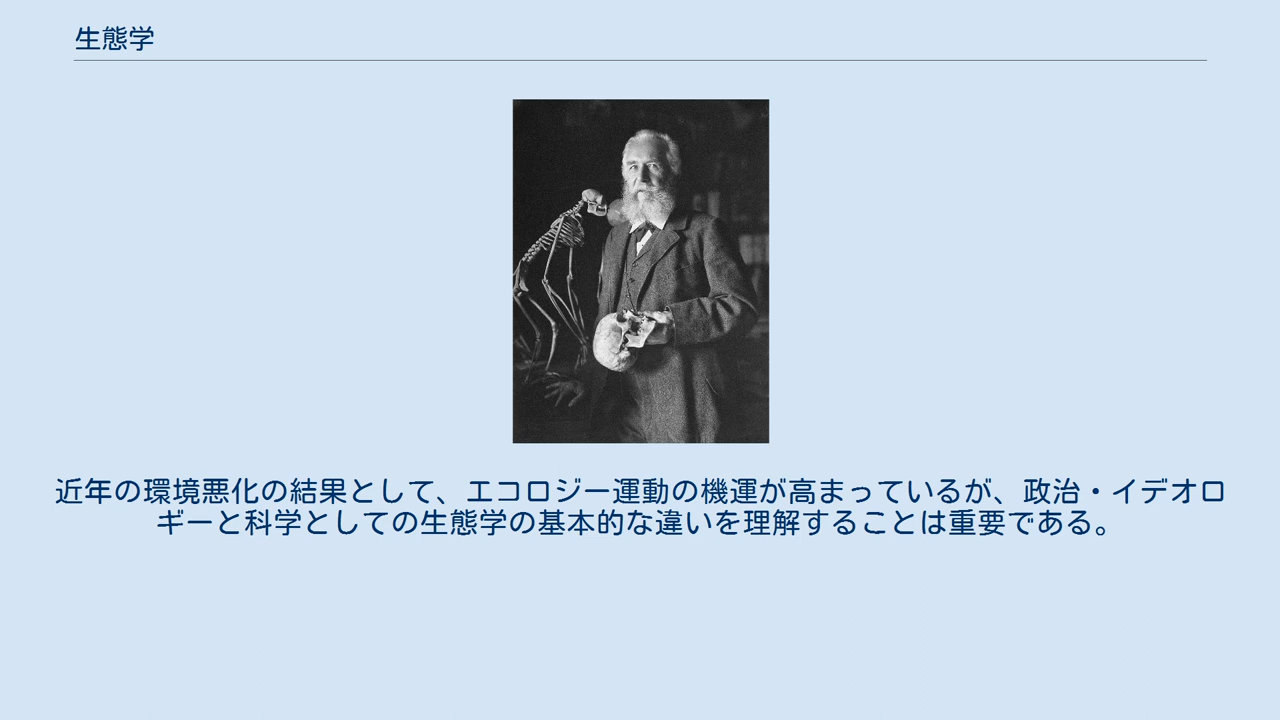 生態学
近年の環境悪化の結果として、エコロジー運動の機運が高まっているが、政治・イデオロ
ギーと科学としての生態学の基本的な違いを理解することは重要である。